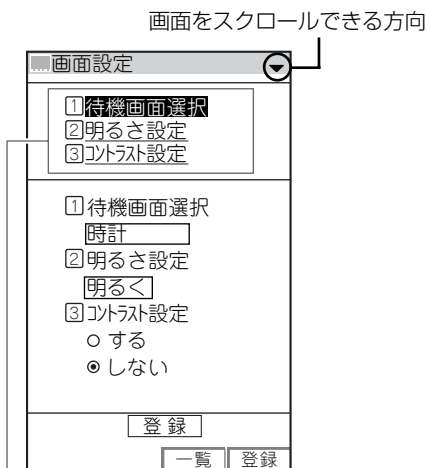 画面をスクロールできる方向
画面設定
1待機画面選択
2明るさ設定
3コントラスト設定
1待機画面選択
時計
2明るさ設定
明るく
3コントラスト設定
する
しない
登録
一覧 登録